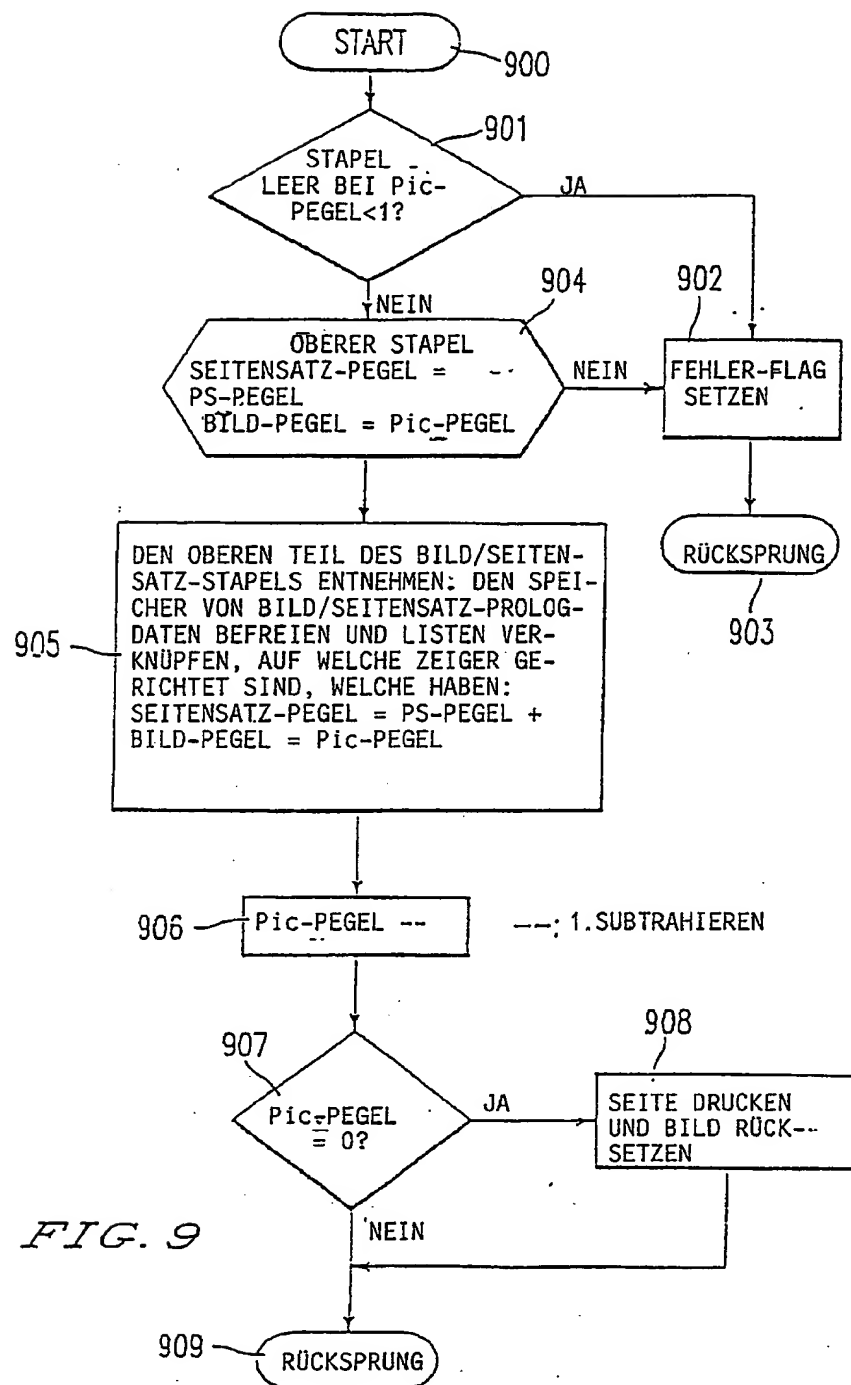 START
900
901
STAPEL
LEER BEI Pic-
PEGEL<1?
JA
NEIN
904
902
OBERER STAPEL
SEITENSATZ-PEGEL =
PS-PEGEL
BILD-PEGEL = Pic-PEGEL
NEIN
FEHLER-FLAG
SETZEN
RÜCKSPRUNG
903
905
DEN OBEREN TEIL DES BILD/SEITEN-
SATZ-STAPELS ENTNEHMEN: DEN SPEI-
CHER VON BILD/SEITENSATZ-PROLOG-
DATEN BEFREIEN UND LISTEN VER-
KNÜPFEN, AUF WELCHE ZEIGER GE-
RICHTET SIND, WELCHE HABEN:
SEITENSATZ-PEGEL = PS-PEGEL +
BILD-PEGEL = Pic-PEGEL
906
Pic-PEGEL --
--: 1.SUBTRAHIEREN
907
Pic-PEGEL
= 0?
JA
908
SEITE DRUCKEN
UND BILD RÜCK--
SETZEN
NEIN
FIG. 9
909
RÜCKSPRUNG